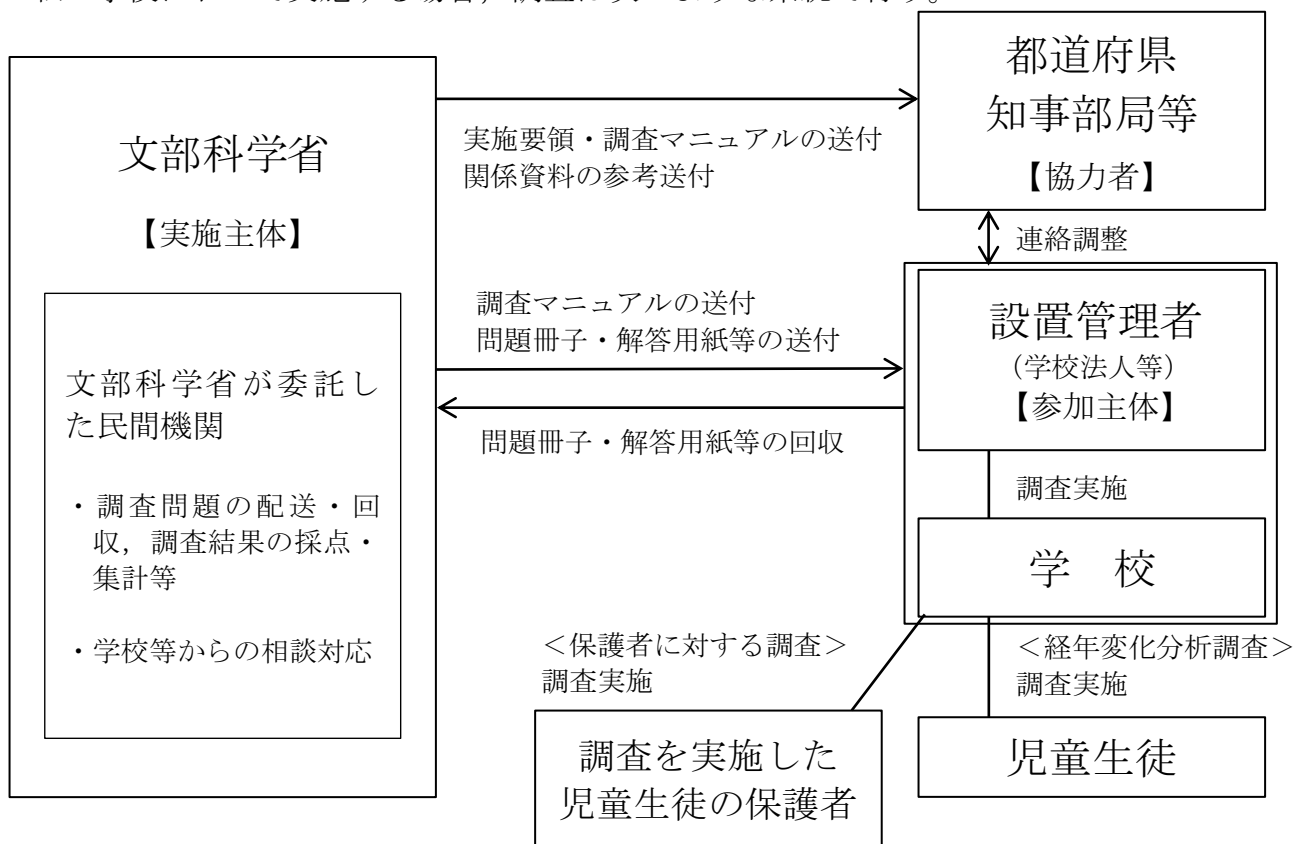 文部科学省
【実施主体】
文部科学省が委託し
た民間機関
・調査問題の配送・回
収，調査結果の採点・
集計等
・学校等からの相談対応
実施要領・調査マニュアルの送付
関係資料の参考送付
都道府県
知事部局等
【協力者】
連絡調整
調査マニュアルの送付
問題冊子・解答用紙等の送付
問題冊子・解答用紙等の回収
設置管理者
（学校法人等）
【参加主体】
調査実施
学　校
＜保護者に対する調査＞
調査実施
＜経年変化分析調査＞
調査実施
調査を実施した
児童生徒の保護者
児童生徒